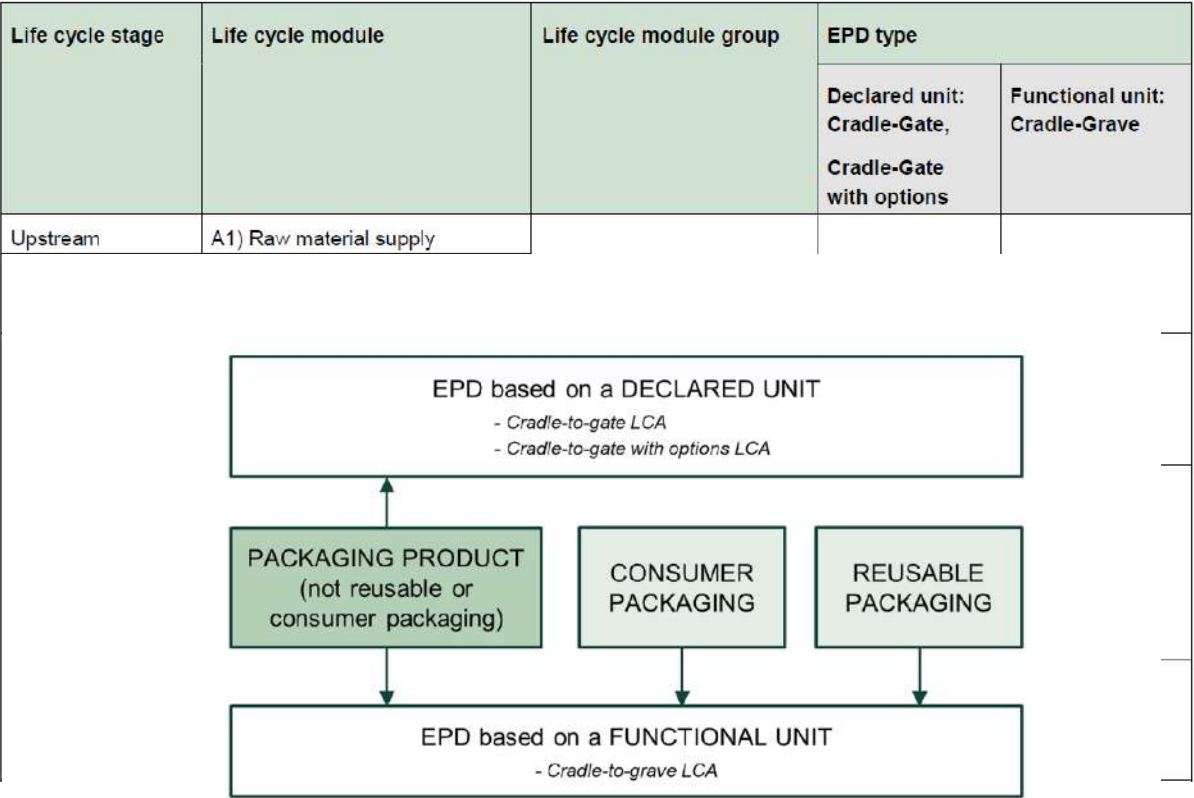 Life cycle stage Life cycle module Life cycle module group EPD type
Declared unit: Functional unit:
Cradle-Gate, Cradle-Grave
Cradle-Gate
with options
Upstream A1) Raw material supply
EPD based on a DECLARED UNIT
- Cradle-to-gate LCA
- Cradle-to-gate with options LCA
PACKAGING PRODUCT
(not reusable or
consumer packaging)
CONSUMER
PACKAGING
REUSABLE
PACKAGING
EPD based on a FUNCTIONAL UNIT
- Cradle-to-grave LCA